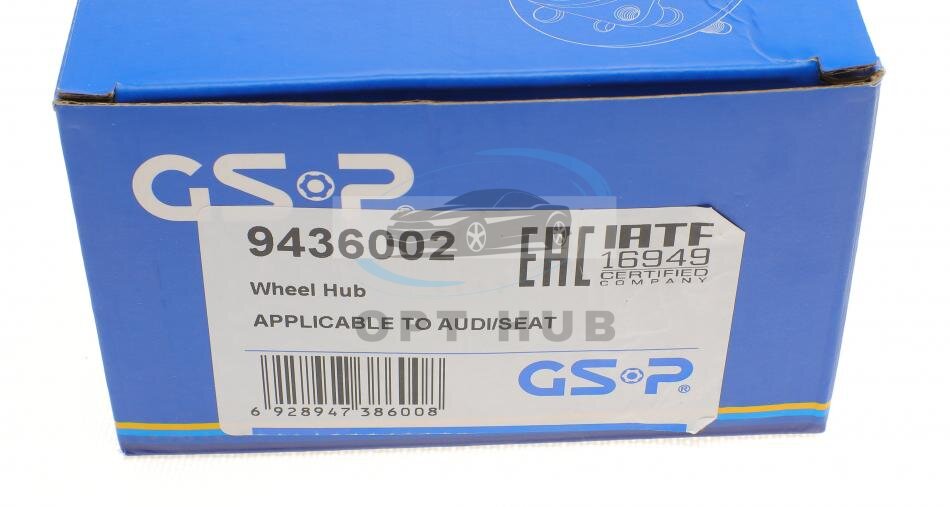 GSP
9436002
EAC
IATF
16949
CERTIFIED
COMPANY
Wheel Hub
APPLICABLE TO AUDI/SEAT
OPT HUB
6 928947 386008
GSP®